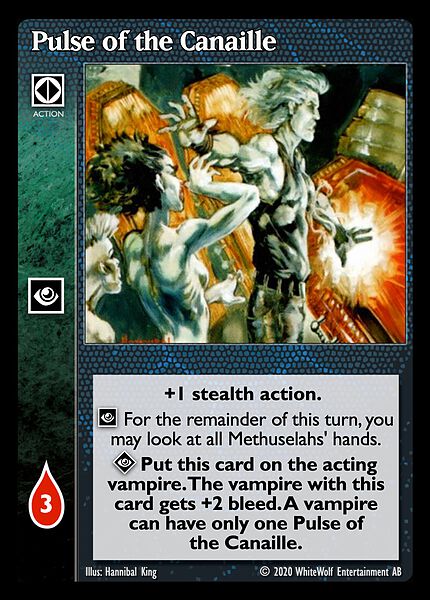 Pulse of the Canaille
ACTION
+1 stealth action.
For the remainder of this turn, you
may look at all Methuselahs' hands.
Put this card on the acting
vampire. The vampire with this
card gets +2 bleed. A vampire
can have only one Pulse of
the Canaille.
3
Illus: Hannibal King © 2020 WhiteWolf Entertainment AB